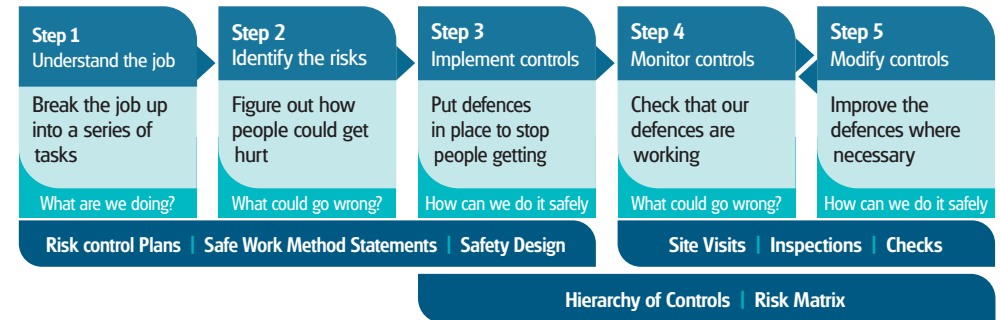 Step 1
Understand the job
Break the job up
into a series of
tasks
What are we doing?
Step 2
Identify the risks
Figure out how
people could get
hurt
What could go wrong?
Step 3
Implement controls
Put defences
in place to stop
people getting
How can we do it safely
Step 4
Monitor controls
Check that our
defences are
working
What could go wrong?
Step 5
Modify controls
Improve the
defences where
necessary
How can we do it safely
Risk control Plans | Safe Work Method Statements | Safety Design
Site Visits | Inspections | Checks
Hierarchy of Controls | Risk Matrix